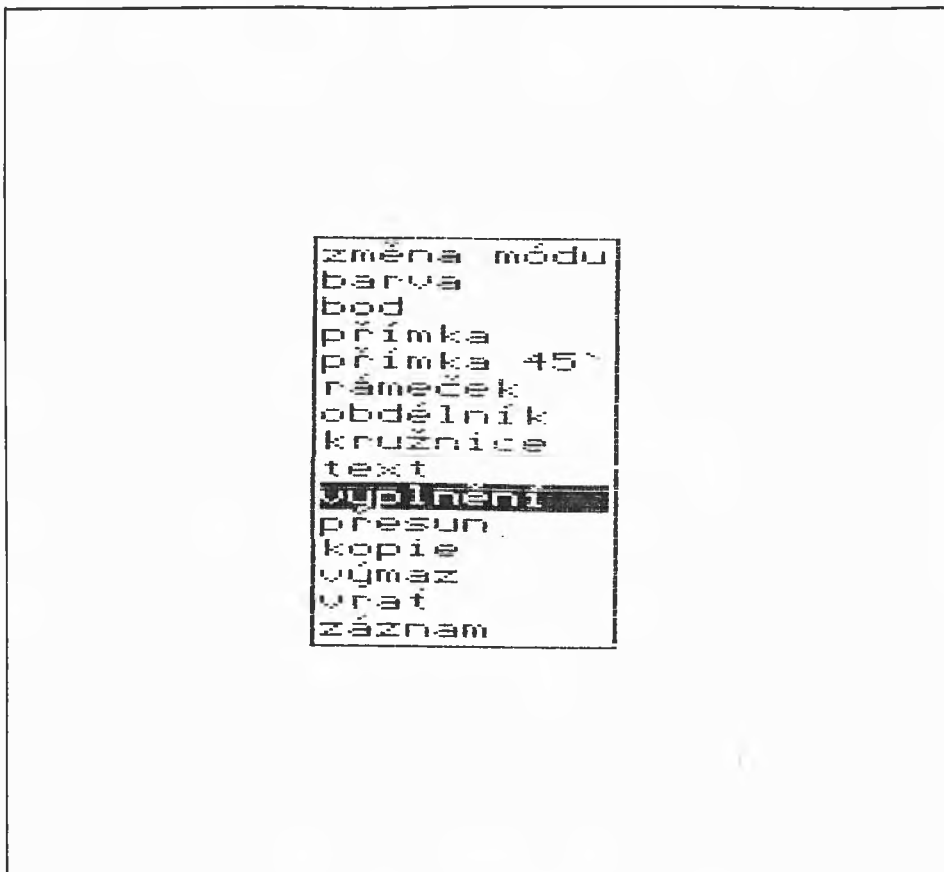 změna módu
barva
bod
přímka
přímka 45°
rámeček
obdélník
kružnice
text
vyplnění
přesun
kopie
výmaz
vrať
záznam